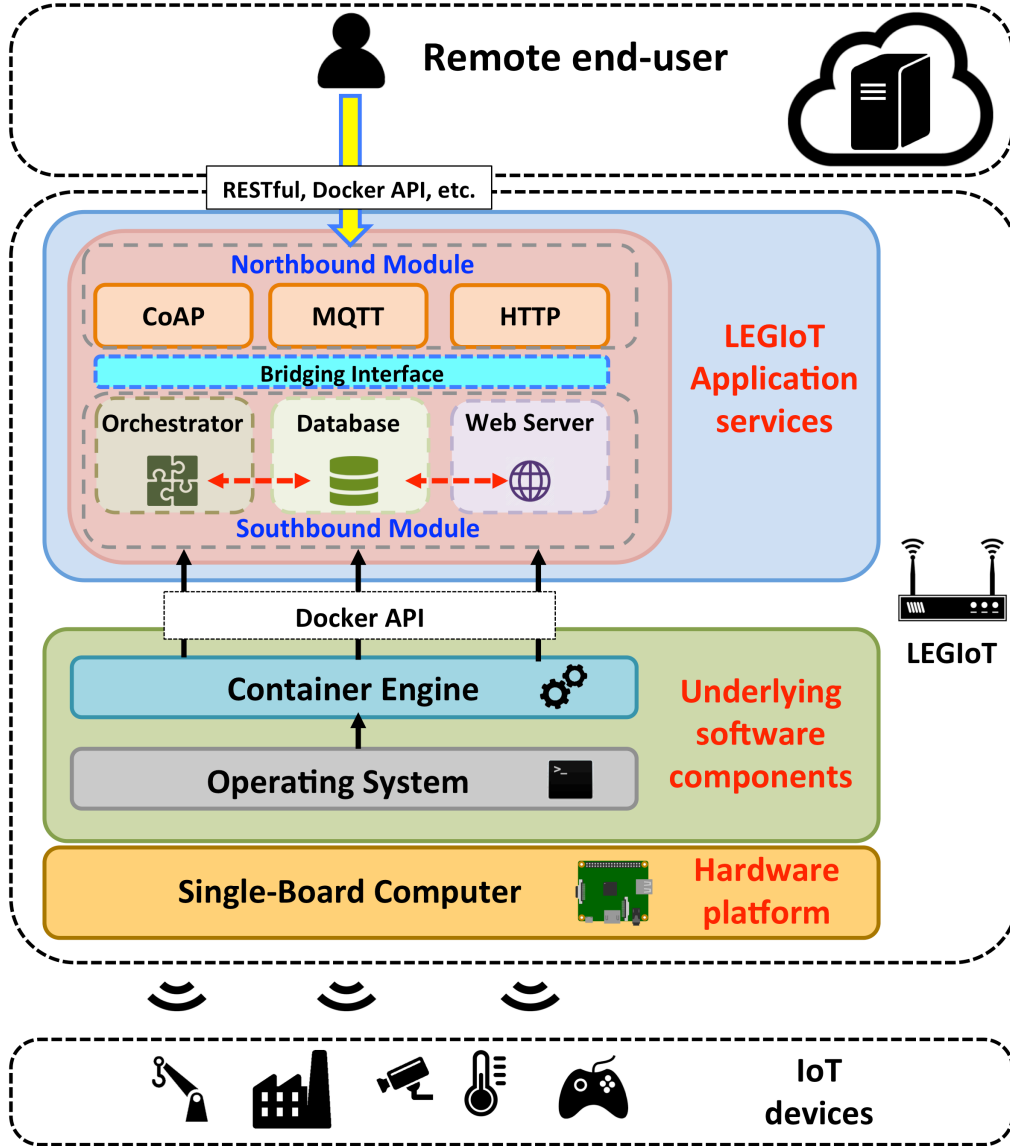 Remote end-user
RESTful, Docker API, etc.
Northbound Module
CoAP
MQTT
HTTP
Bridging Interface
Orchestrator
Database
Web Server
Southbound Module
LEGIoT
Application
services
Docker API
LEGIoT
Container Engine
Operating System
>_
Underlying
software
components
Single-Board Computer
Hardware
platform
IoT
devices